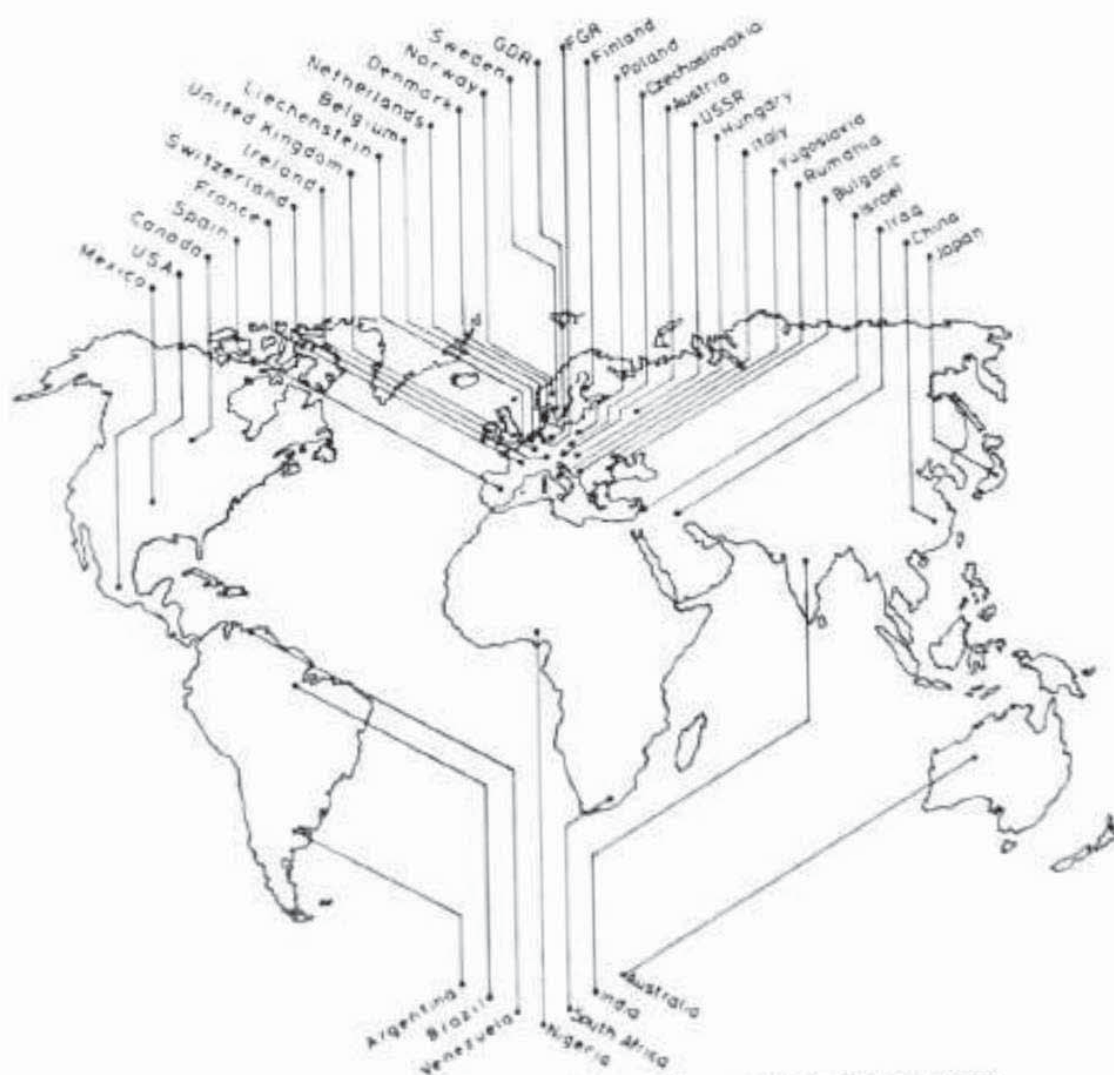 Mexico
USA
Canada
Spain
France
Switzerland
Ireland
United Kingdom
Liechenstein
Belgium
Netherlands
Denmark
Norway
Sweden
GDR
FGR
Finland
Poland
Czechoslovakia
Austria
USSR
Hungary
Italy
Yugoslavia
Rumania
Bulgaria
Israel
Iraq
China
Japan
Argentina
Brazil
Venezuela
Nigeria
South Africa
India
Australia